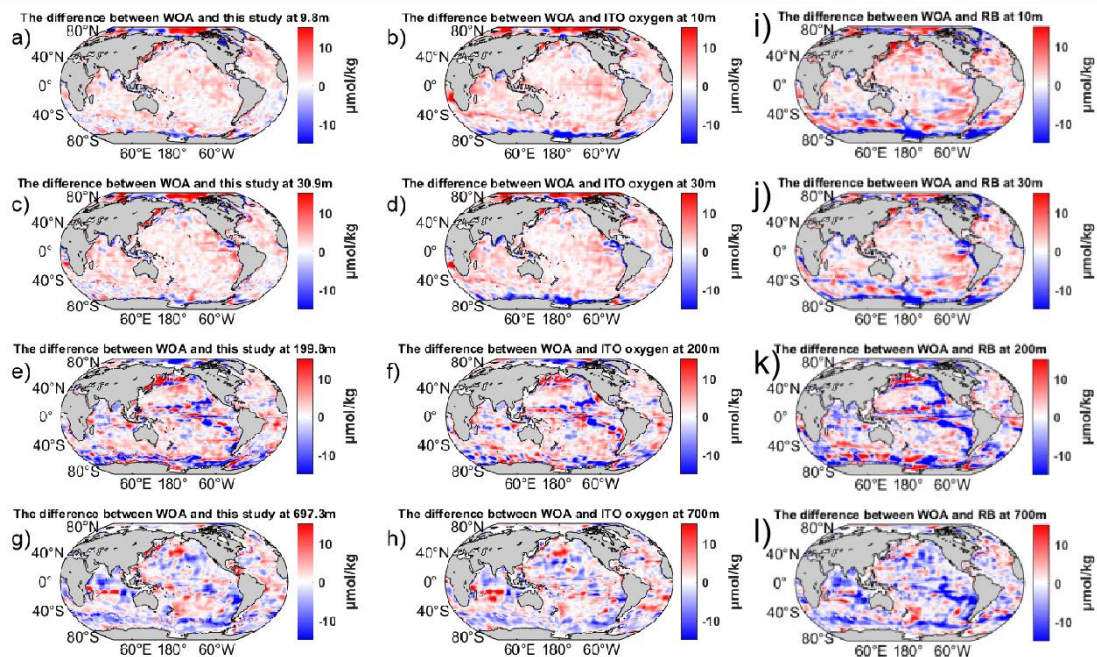 The difference between WOA and this study at 9.8m
a)
80°N
40°N
0°
40°S
80°S
60°E 180° 60°W
10
0
-10
µmol/kg
The difference between WOA and ITO oxygen at 10m
b)
80°N
40°N
0°
40°S
80°S
60°E 180° 60°W
10
0
-10
µmol/kg
The difference between WOA and RB at 10m
i)
80°N
40°N
0°
40°S
80°S
60°E 180° 60°W
10
0
-10
µmol/kg
The difference between WOA and this study at 30.9m
c)
80°N
40°N
0°
40°S
80°S
60°E 180° 60°W
10
0
-10
µmol/kg
The difference between WOA and ITO oxygen at 30m
d)
80°N
40°N
0°
40°S
80°S
60°E 180° 60°W
10
0
-10
µmol/kg
The difference between WOA and RB at 30m
j)
80°N
40°N
0°
40°S
80°S
60°E 180° 60°W
10
0
-10
µmol/kg
The difference between WOA and this study at 199.8m
e)
80°N
40°N
0°
40°S
80°S
60°E 180° 60°W
10
0
-10
µmol/kg
The difference between WOA and ITO oxygen at 200m
f)
80°N
40°N
0°
40°S
80°S
60°E 180° 60°W
10
0
-10
µmol/kg
The difference between WOA and RB at 200m
k)
80°N
40°N
0°
40°S
80°S
60°E 180° 60°W
10
0
-10
µmol/kg
The difference between WOA and this study at 697.3m
g)
80°N
40°N
0°
40°S
80°S
60°E 180° 60°W
10
0
-10
µmol/kg
The difference between WOA and ITO oxygen at 700m
h)
80°N
40°N
0°
40°S
80°S
60°E 180° 60°W
10
0
-10
µmol/kg
The difference between WOA and RB at 700m
l)
80°N
40°N
0°
40°S
80°S
60°E 180° 60°W
10
0
-10
µmol/kg